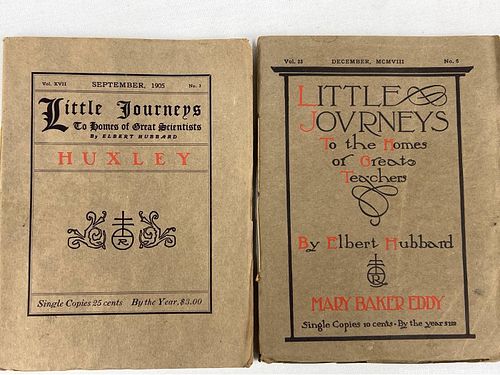 Vol. XVII SEPTEMBER, 1905 No. 3
Little Journeys
To Homes of Great Scientists
By ELBERT HUBBARD
HUXLEY
R
Single Copies 25 cents By the Year, $3.00
Vol. 23 DECEMBER, MCMVIII No. 6
LITTLE
JOVRNEYS
To the Homes
of Great
Teachers
By Elbert Hubbard
R
MARY BAKER EDDY
Single Copies 10 cents · By the year